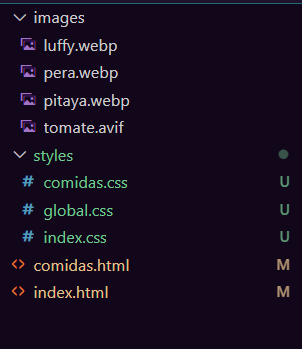 images
luffy.webp
pera.webp
pitaya.webp
tomate.avif
styles
# comidas.css U
# global.css U
# index.css U
<> comidas.html M
<> index.html M